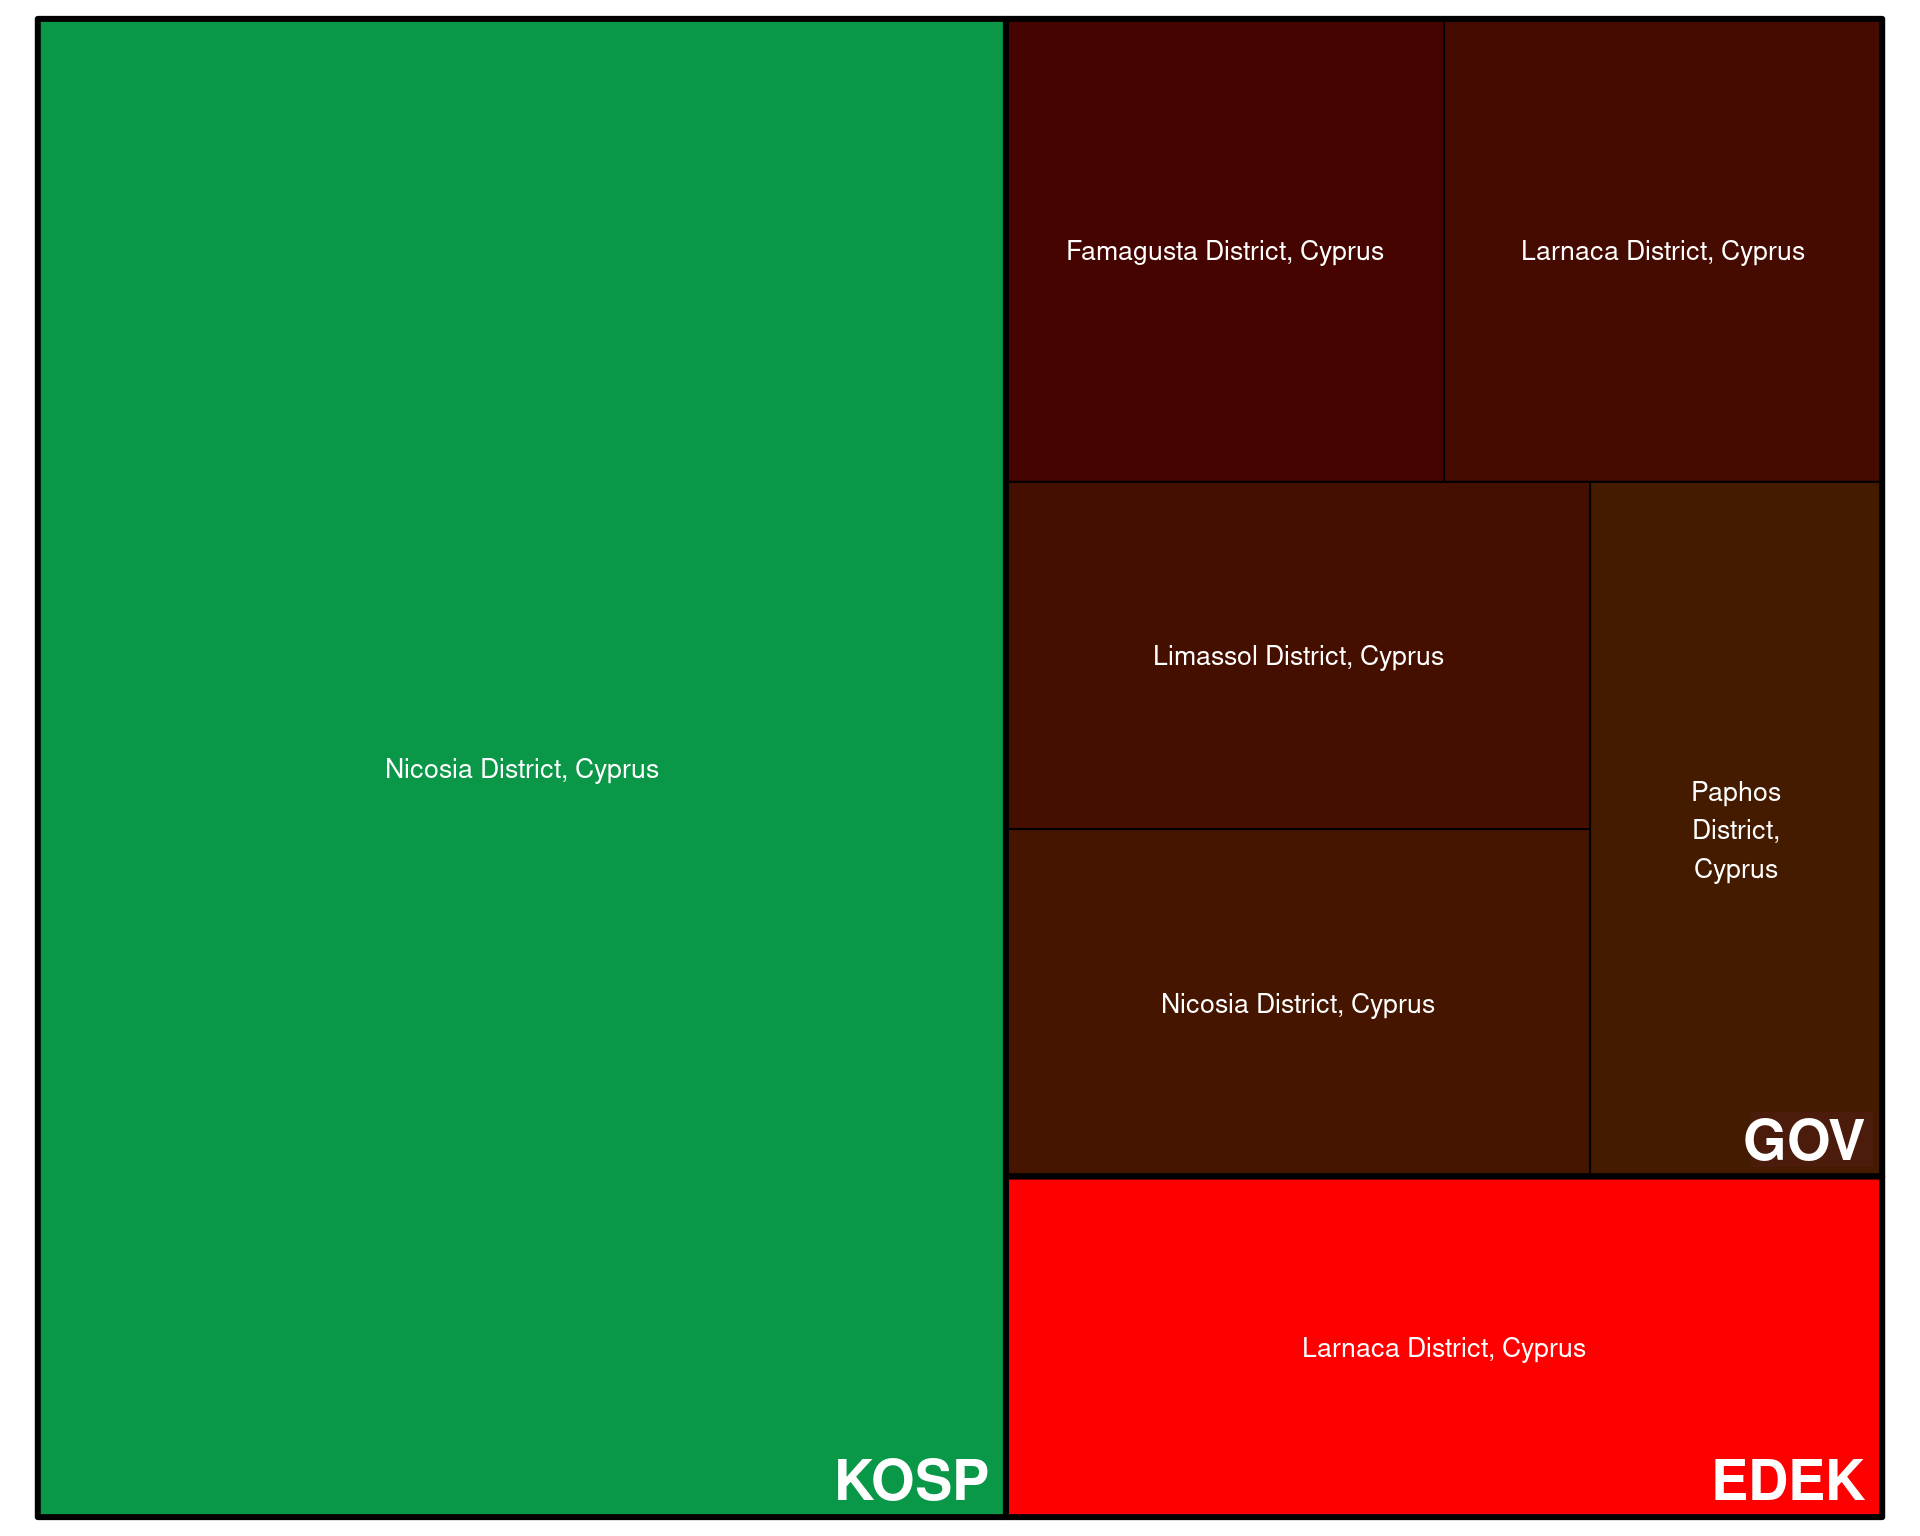 Nicosia District, Cyprus
KOSP
Famagusta District, Cyprus
Larnaca District, Cyprus
Limassol District, Cyprus
Nicosia District, Cyprus
Paphos
District,
Cyprus
GOV
Larnaca District, Cyprus
EDEK